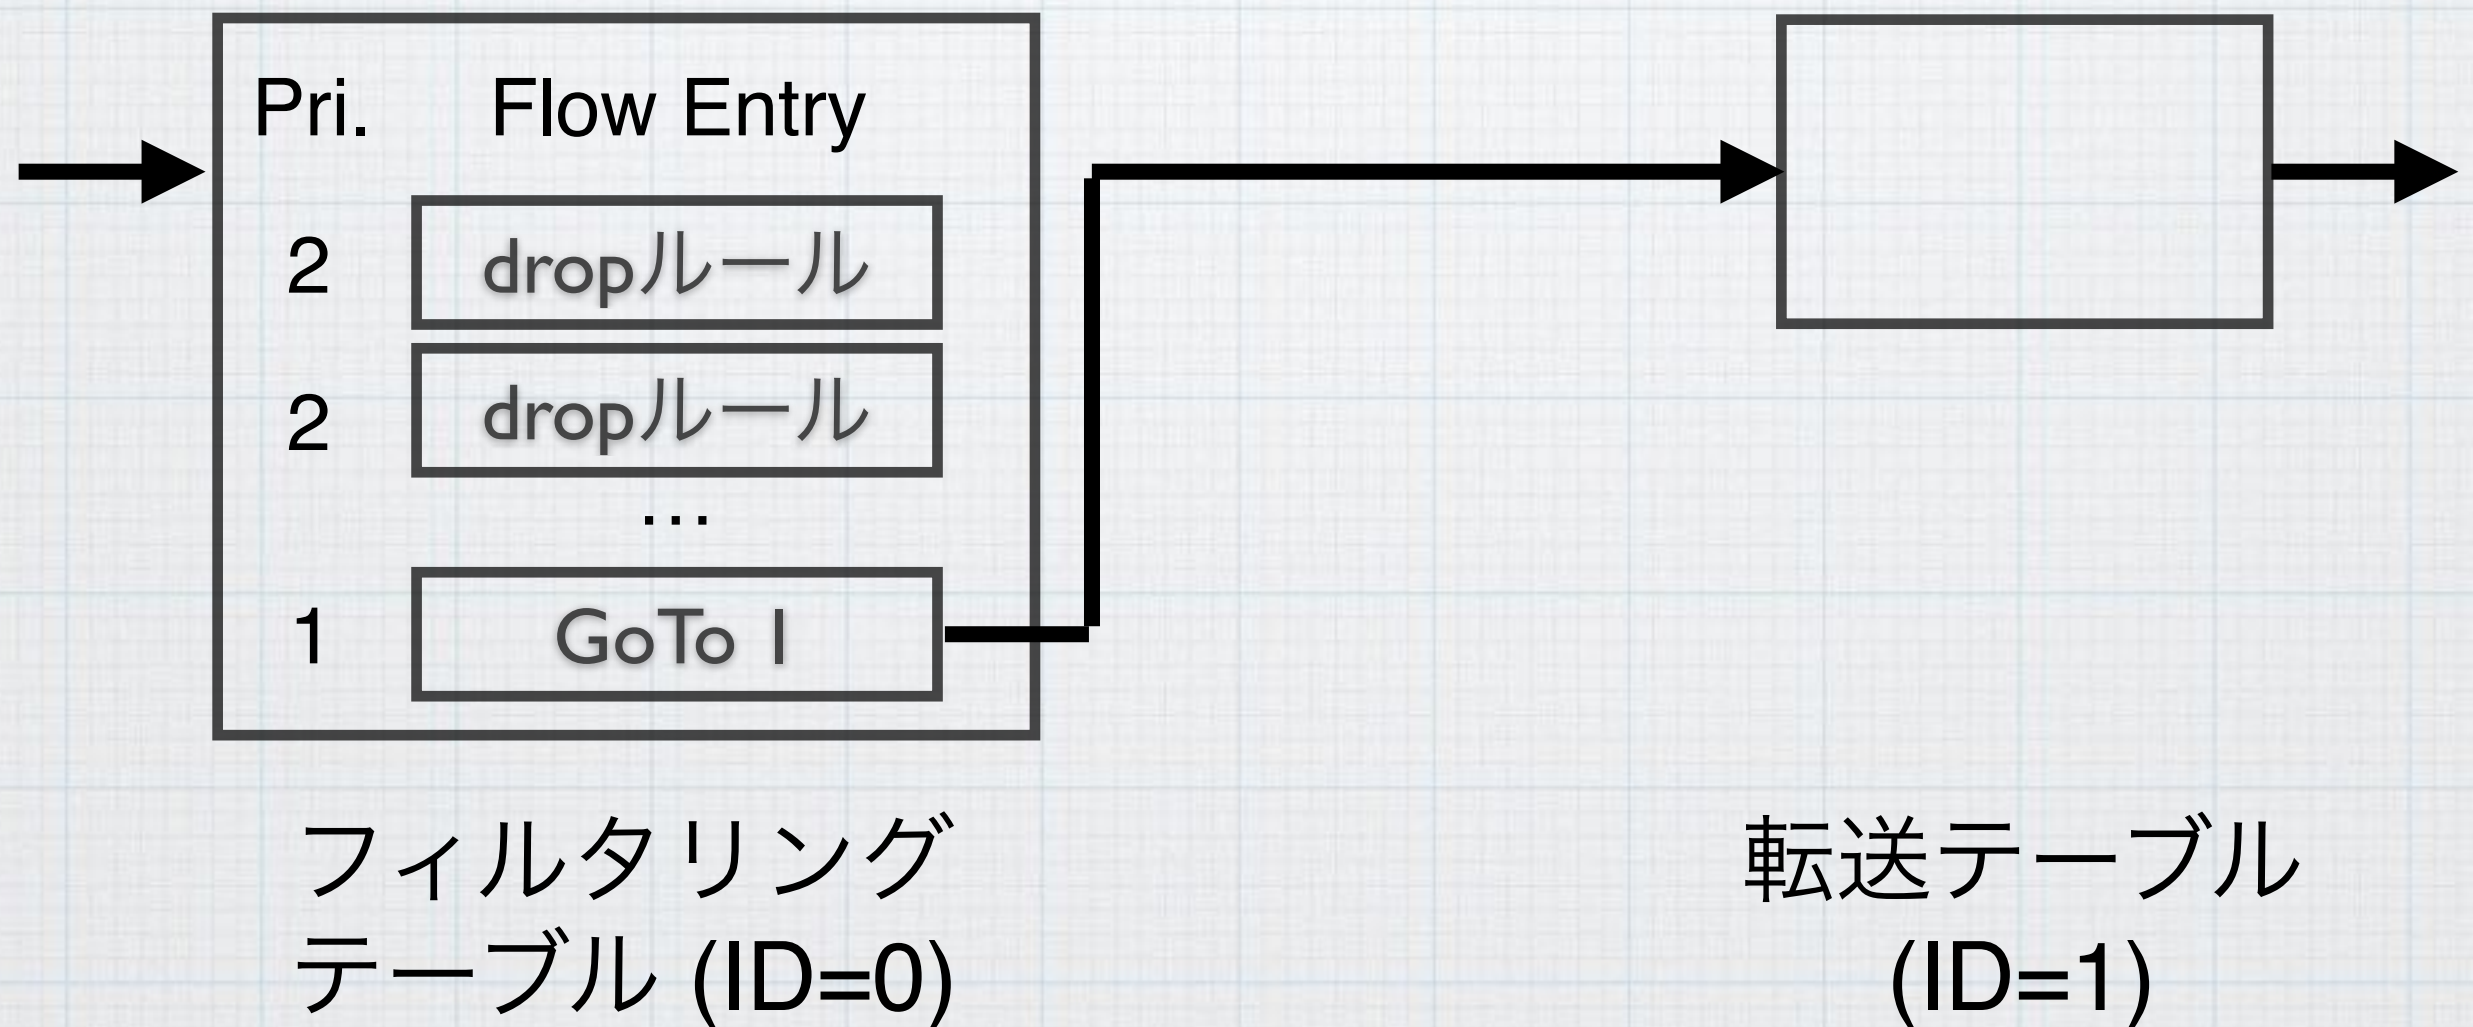 Pri. Flow Entry
2 dropルール
2 dropルール
…
1 GoTo 1
フィルタリング
テーブル (ID=0)
転送テーブル
(ID=1)